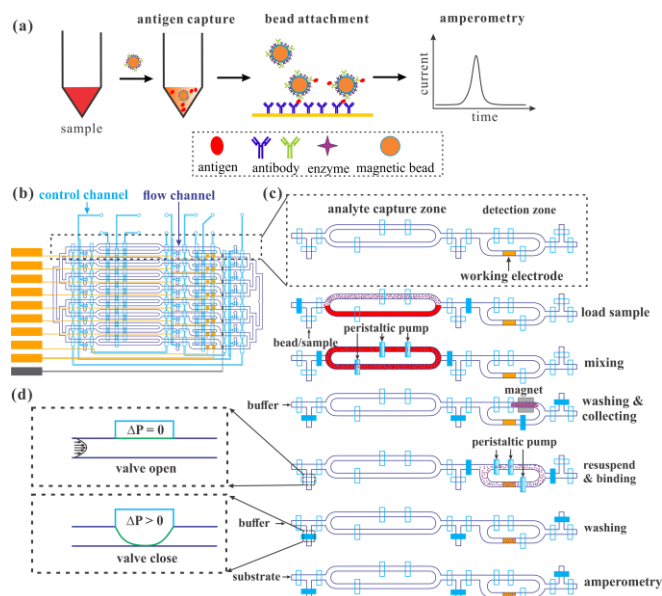 (a)
antigen capture
bead attachment
amperometry
sample
current
time
antigen
antibody
enzyme
magnetic bead
(b)
control channel
flow channel
(c)
analyte capture zone
detection zone
working electrode
load sample
bead/sample
peristaltic pump
mixing
(d)
buffer
magnet
washing &
collecting
ΔP = 0
valve open
peristaltic pump
resuspend
& binding
ΔP > 0
valve close
buffer
washing
substrate
amperometry